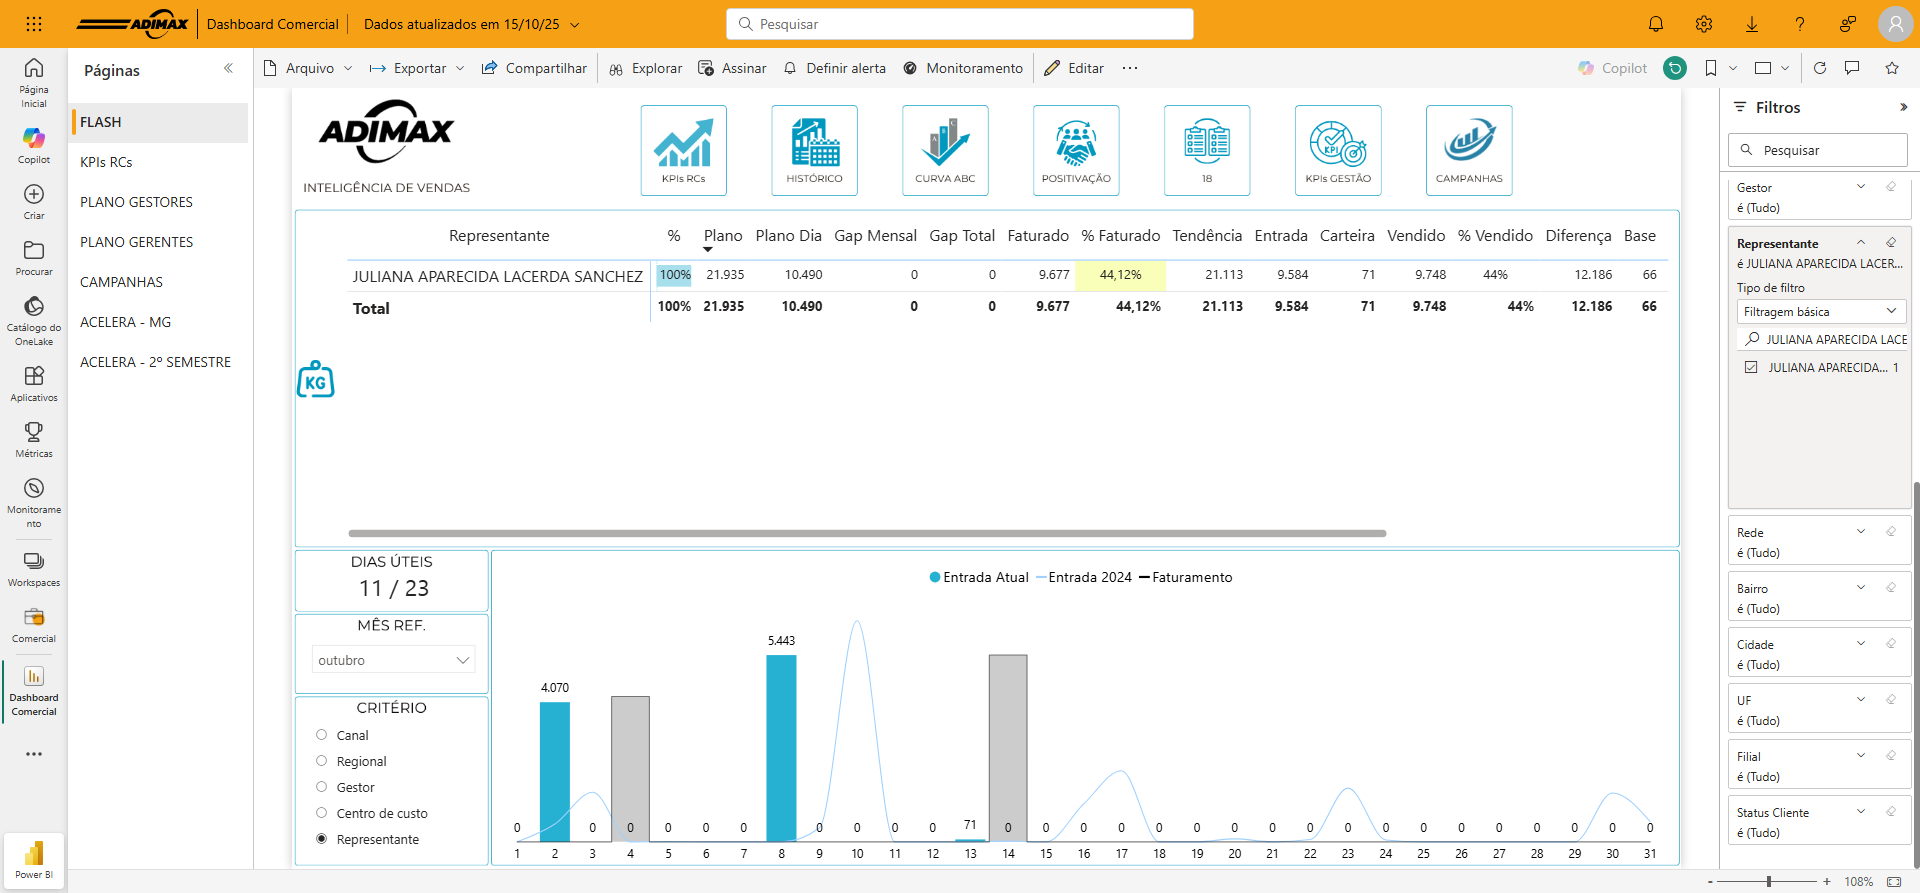 ADIMAX
Dashboard Comercial
Dados atualizados em 15/10/25
Pesquisar
Página Inicial
Copilot
Criar
Procurar
Catálogo do OneLake
Aplicativos
Métricas
Monitoramento
Workspaces
Comercial
Dashboard Comercial
Power BI
Páginas
FLASH
KPIs RCs
PLANO GESTORES
PLANO GERENTES
CAMPANHAS
ACELERA - MG
ACELERA - 2º SEMESTRE
Arquivo
Exportar
Compartilhar
Explorar
Assinar
Definir alerta
Monitoramento
Editar
Copilot
ADIMAX
INTELIGÊNCIA DE VENDAS
KPIs RCs
HISTÓRICO
A B C
CURVA ABC
POSITIVAÇÃO
18
KPI
KPIs GESTÃO
CAMPANHAS
Representante % Plano Plano Dia Gap Mensal Gap Total Faturado % Faturado Tendência Entrada Carteira Vendido % Vendido Diferença Base
JULIANA APARECIDA LACERDA SANCHEZ 100% 21.935 10.490 0 0 9.677 44,12% 21.113 9.584 71 9.748 44% 12.186 66
Total 100% 21.935 10.490 0 0 9.677 44,12% 21.113 9.584 71 9.748 44% 12.186 66
KG
DIAS ÚTEIS
11 / 23
MÊS REF.
outubro
CRITÉRIO
Canal
Regional
Gestor
Centro de custo
Representante
Entrada Atual Entrada 2024 Faturamento
0 4.070 0 0 0 0 0 5.443 0 0 0 0 71 0 0 0 0 0 0 0 0 0 0 0 0 0 0 0 0 0 0
1 2 3 4 5 6 7 8 9 10 11 12 13 14 15 16 17 18 19 20 21 22 23 24 25 26 27 28 29 30 31
Filtros
Pesquisar
Gestor
é (Tudo)
Representante
é JULIANA APARECIDA LACER...
Tipo de filtro
Filtragem básica
JULIANA APARECIDA LACE
JULIANA APARECIDA... 1
Rede
é (Tudo)
Bairro
é (Tudo)
Cidade
é (Tudo)
UF
é (Tudo)
Filial
é (Tudo)
Status Cliente
é (Tudo)
- + 108%